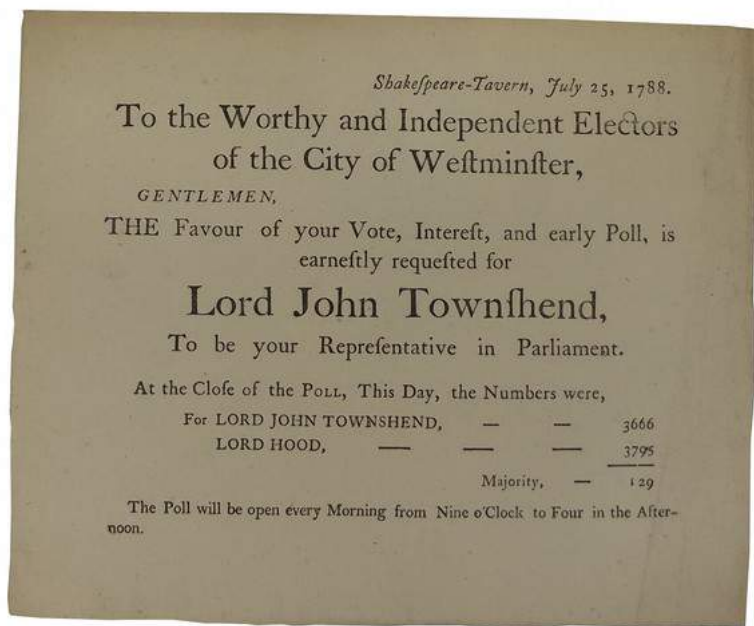 Shakeſpeare-Tavern, July 25, 1788.
To the Worthy and Independent Electors
of the City of Weſtminſter,
GENTLEMEN,
THE Favour of your Vote, Intereſt, and early Poll, is
earneſtly requeſted for
Lord John Townſhend,
To be your Repreſentative in Parliament.
At the Cloſe of the POLL, This Day, the Numbers were,
For LORD JOHN TOWNSHEND, — — 3666
LORD HOOD, — — — 3795
Majority, — 129
The Poll will be open every Morning from Nine o'Clock to Four in the After-
noon.